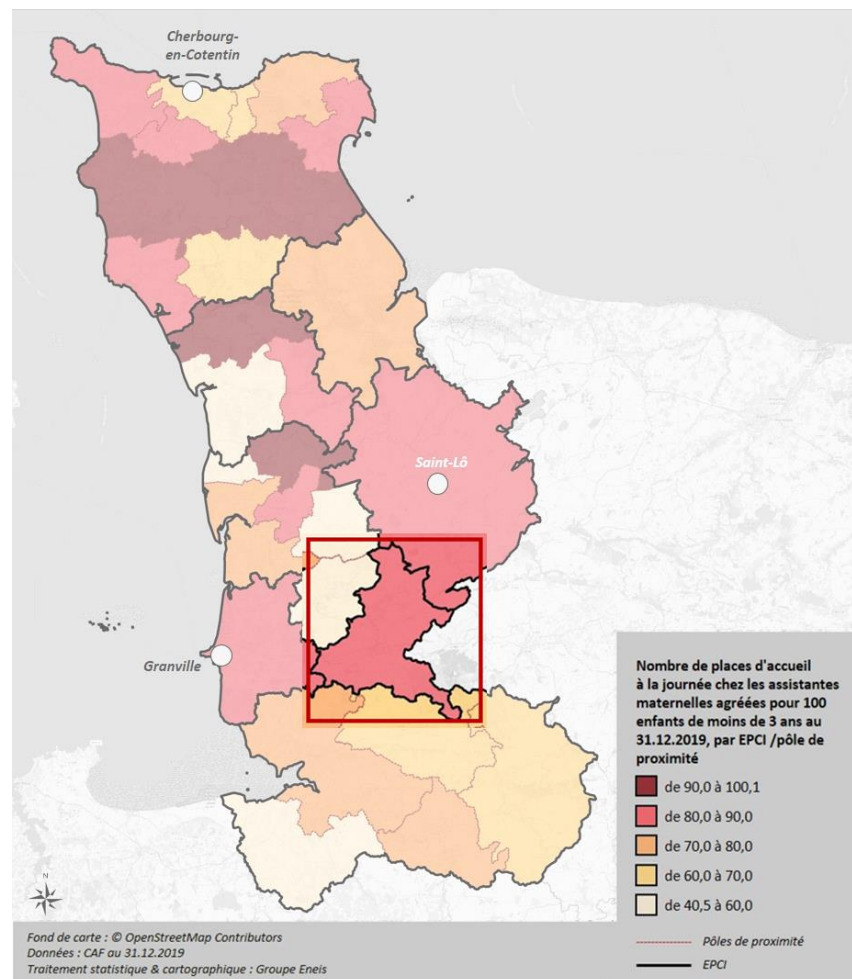 Cherbourg-
en-Cotentin
Saint-Lô
Granville
Nombre de places d'accueil
à la journée chez les assistantes
maternelles agréées pour 100
enfants de moins de 3 ans au
31.12.2019, par EPCI /pôle de
proximité
de 90,0 à 100,1
de 80,0 à 90,0
de 70,0 à 80,0
de 60,0 à 70,0
de 40,5 à 60,0
Pôles de proximité
EPCI
N
Fond de carte : © OpenStreetMap Contributors
Données : CAF au 31.12.2019
Traitement statistique & cartographique : Groupe Eneis